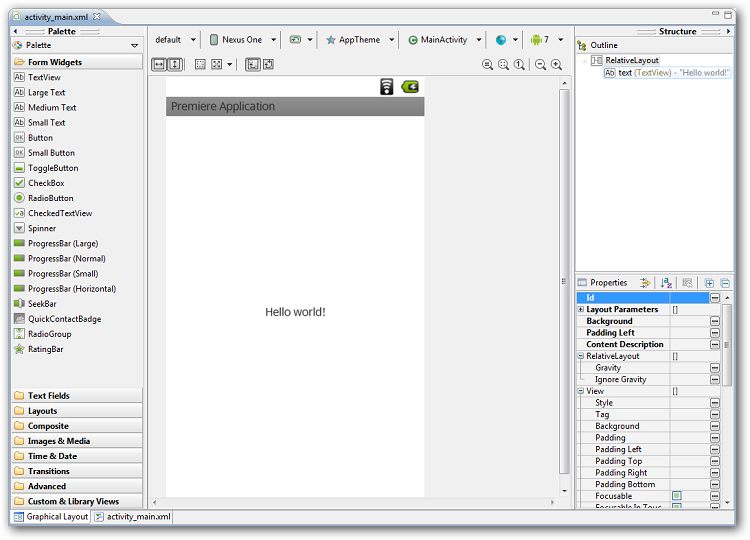 activity_main.xml
Palette
Palette
Form Widgets
Ab TextView
Ab Large Text
Ab Medium Text
Ab Small Text
OK Button
OK Small Button
ToggleButton
CheckBox
RadioButton
a CheckedTextView
Spinner
ProgressBar (Large)
ProgressBar (Normal)
ProgressBar (Small)
ProgressBar (Horizontal)
SeekBar
QuickContactBadge
RadioGroup
RatingBar
Text Fields
Layouts
Composite
Images & Media
Time & Date
Transitions
Advanced
Custom & Library Views
default
Nexus One
AppTheme
C MainActivity
7
1
Premiere Application
Hello world!
Structure
Outline
RelativeLayout
Ab text (TextView) - "Hello world!"
Properties
Id
Layout Parameters []
Background
Padding Left
Content Description
RelativeLayout []
Gravity
Ignore Gravity
View []
Style
Tag
Background
Padding
Padding Left
Padding Top
Padding Right
Padding Bottom
Focusable
Graphical Layout
activity_main.xml